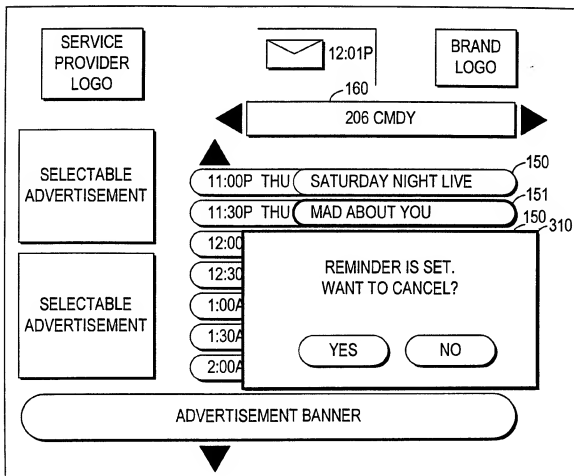 SERVICE
PROVIDER
LOGO
12:01P
BRAND
LOGO
160
206 CMDY
SELECTABLE
ADVERTISEMENT
11:00P THU SATURDAY NIGHT LIVE
150
11:30P THU MAD ABOUT YOU
151
150
310
12:00
12:30
1:00A
1:30A
2:00A
REMINDER IS SET.
WANT TO CANCEL?
YES NO
SELECTABLE
ADVERTISEMENT
ADVERTISEMENT BANNER